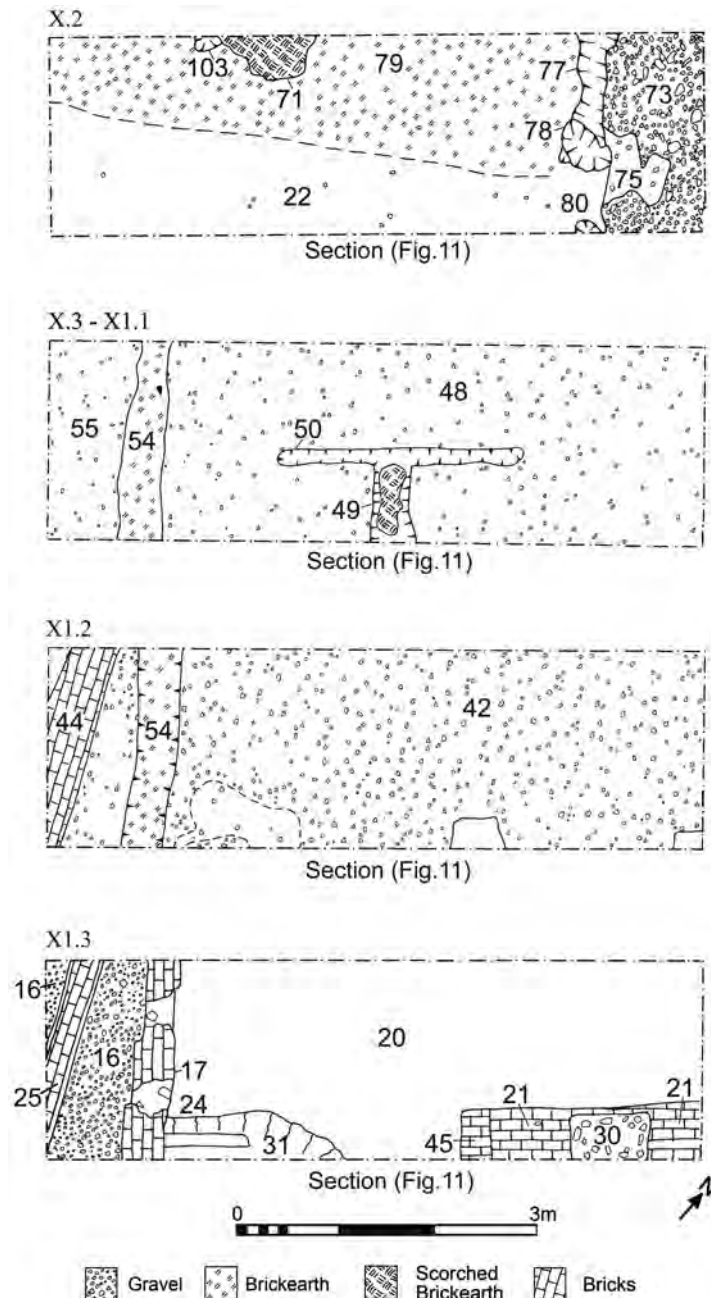 X.2
103
71
79
77
73
78
75
22
80
Section (Fig.11)
X.3 - X1.1
55
54
48
50
49
Section (Fig.11)
X1.2
44
54
42
Section (Fig.11)
X1.3
16
16
20
17
25
24
21
21
31
45
30
Section (Fig.11)
N
0 3m
Gravel Brickearth Scorched Brickearth Bricks